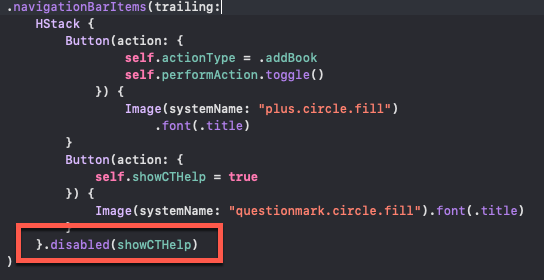 .navigationBarItems(trailing:
HStack {
Button(action: {
self.actionType = .addBook
self.performAction.toggle()
}) {
Image(systemName: "plus.circle.fill")
.font(.title)
}
Button(action: {
self.showCTHelp = true
}) {
Image(systemName: "questionmark.circle.fill").font(.title)
}
}.disabled(showCTHelp)
)